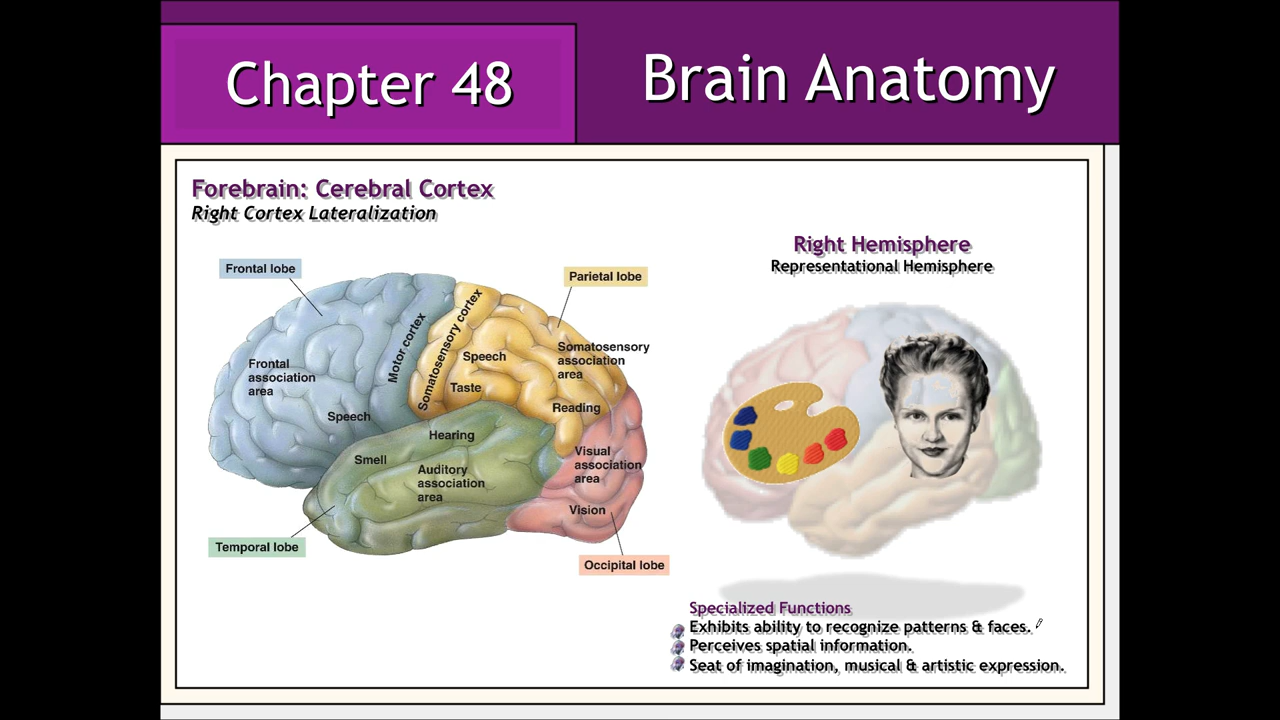 Chapter 48
Brain Anatomy
Forebrain: Cerebral Cortex
Right Cortex Lateralization
Right Hemisphere
Representational Hemisphere
Frontal lobe
Parietal lobe
Motor cortex
Somatosensory cortex
Frontal
association
area
Speech
Speech
Taste
Somatosensory
association
area
Reading
Hearing
Smell
Auditory
association
area
Visual
association
area
Vision
Temporal lobe
Occipital lobe
Specialized Functions
Exhibits ability to recognize patterns & faces.
Perceives spatial information.
Seat of imagination, musical & artistic expression.